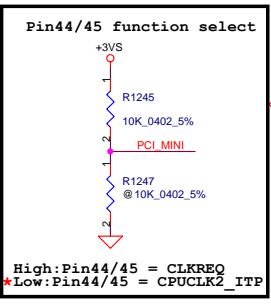 Pin44/45 function select
+3VS
1
R1245
10K_0402_5%
2
PCI_MINI
1
R1247
@10K_0402_5%
2
High:Pin44/45 = CLKREQ
*Low:Pin44/45 = CPUCLK2_ITP